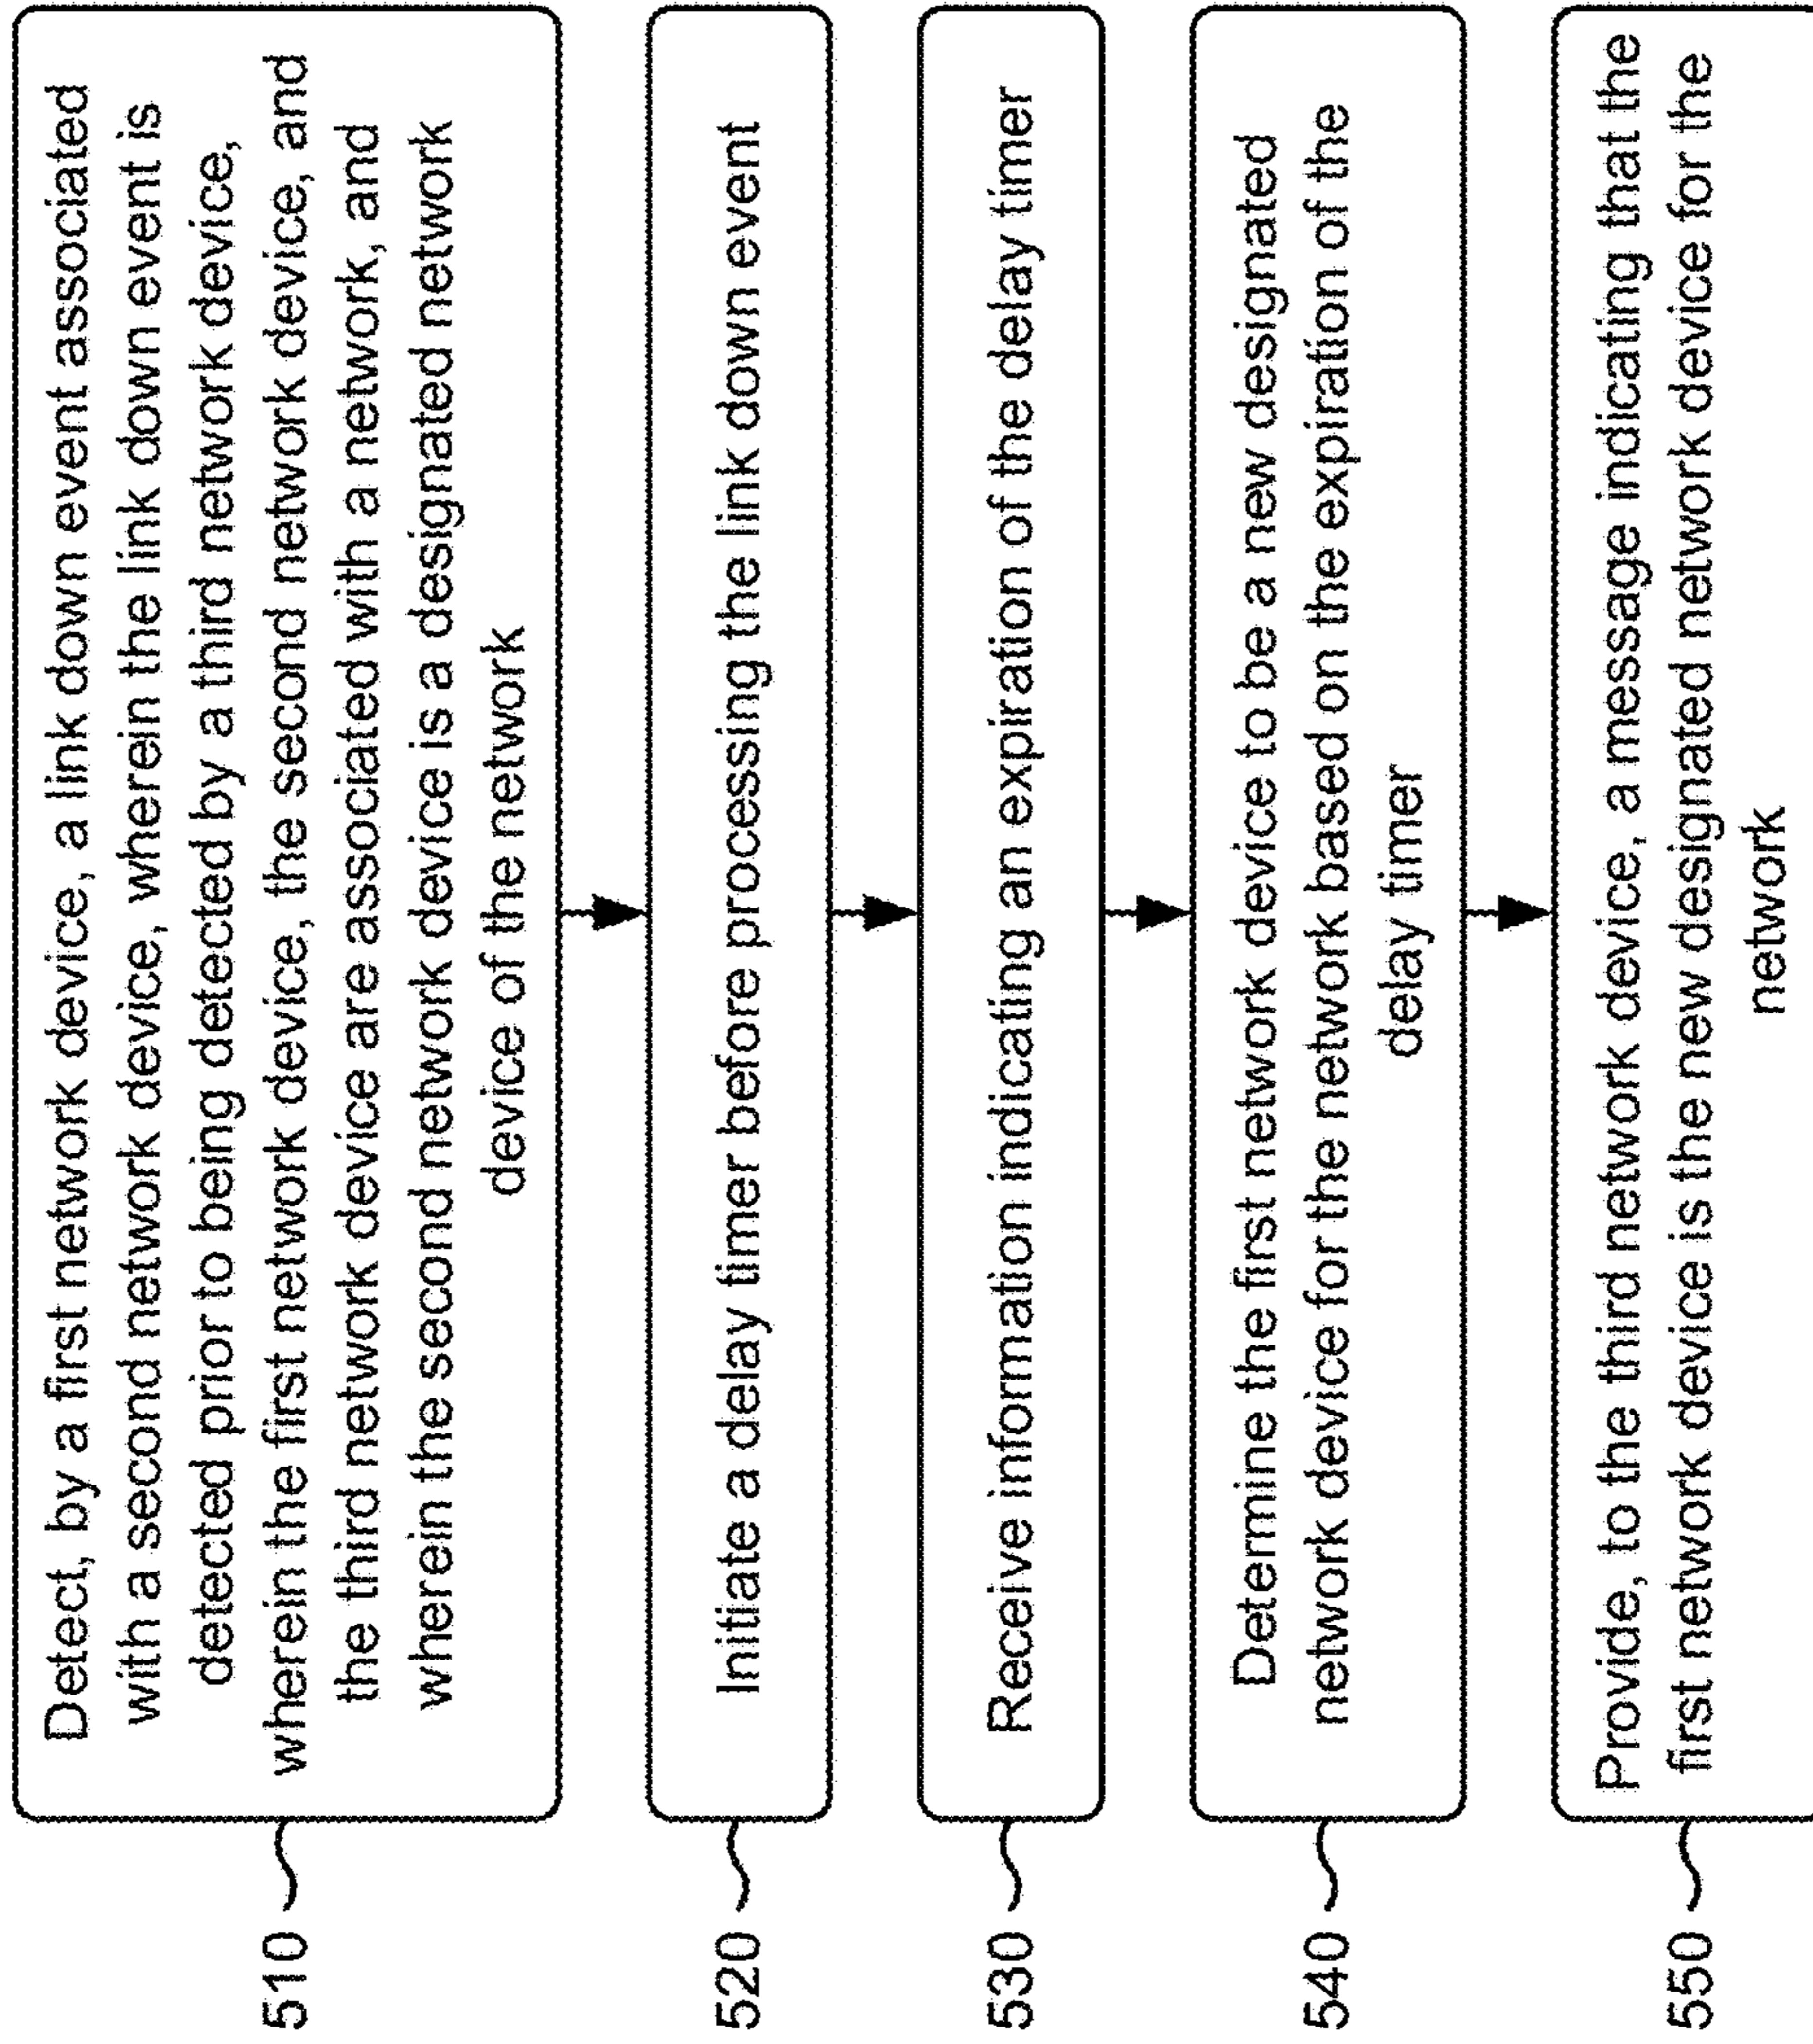 510
Detect, by a first network device, a link down event associated
with a second network device, wherein the link down event is
detected prior to being detected by a third network device,
wherein the first network device, the second network device, and
the third network device are associated with a network, and
wherein the second network device is a designated network
device of the network
520
Initiate a delay timer before processing the link down event
530
Receive information indicating an expiration of the delay timer
540
Determine the first network device to be a new designated
network device for the network based on the expiration of the
delay timer
550
Provide, to the third network device, a message indicating that the
first network device is the new designated network device for the
network